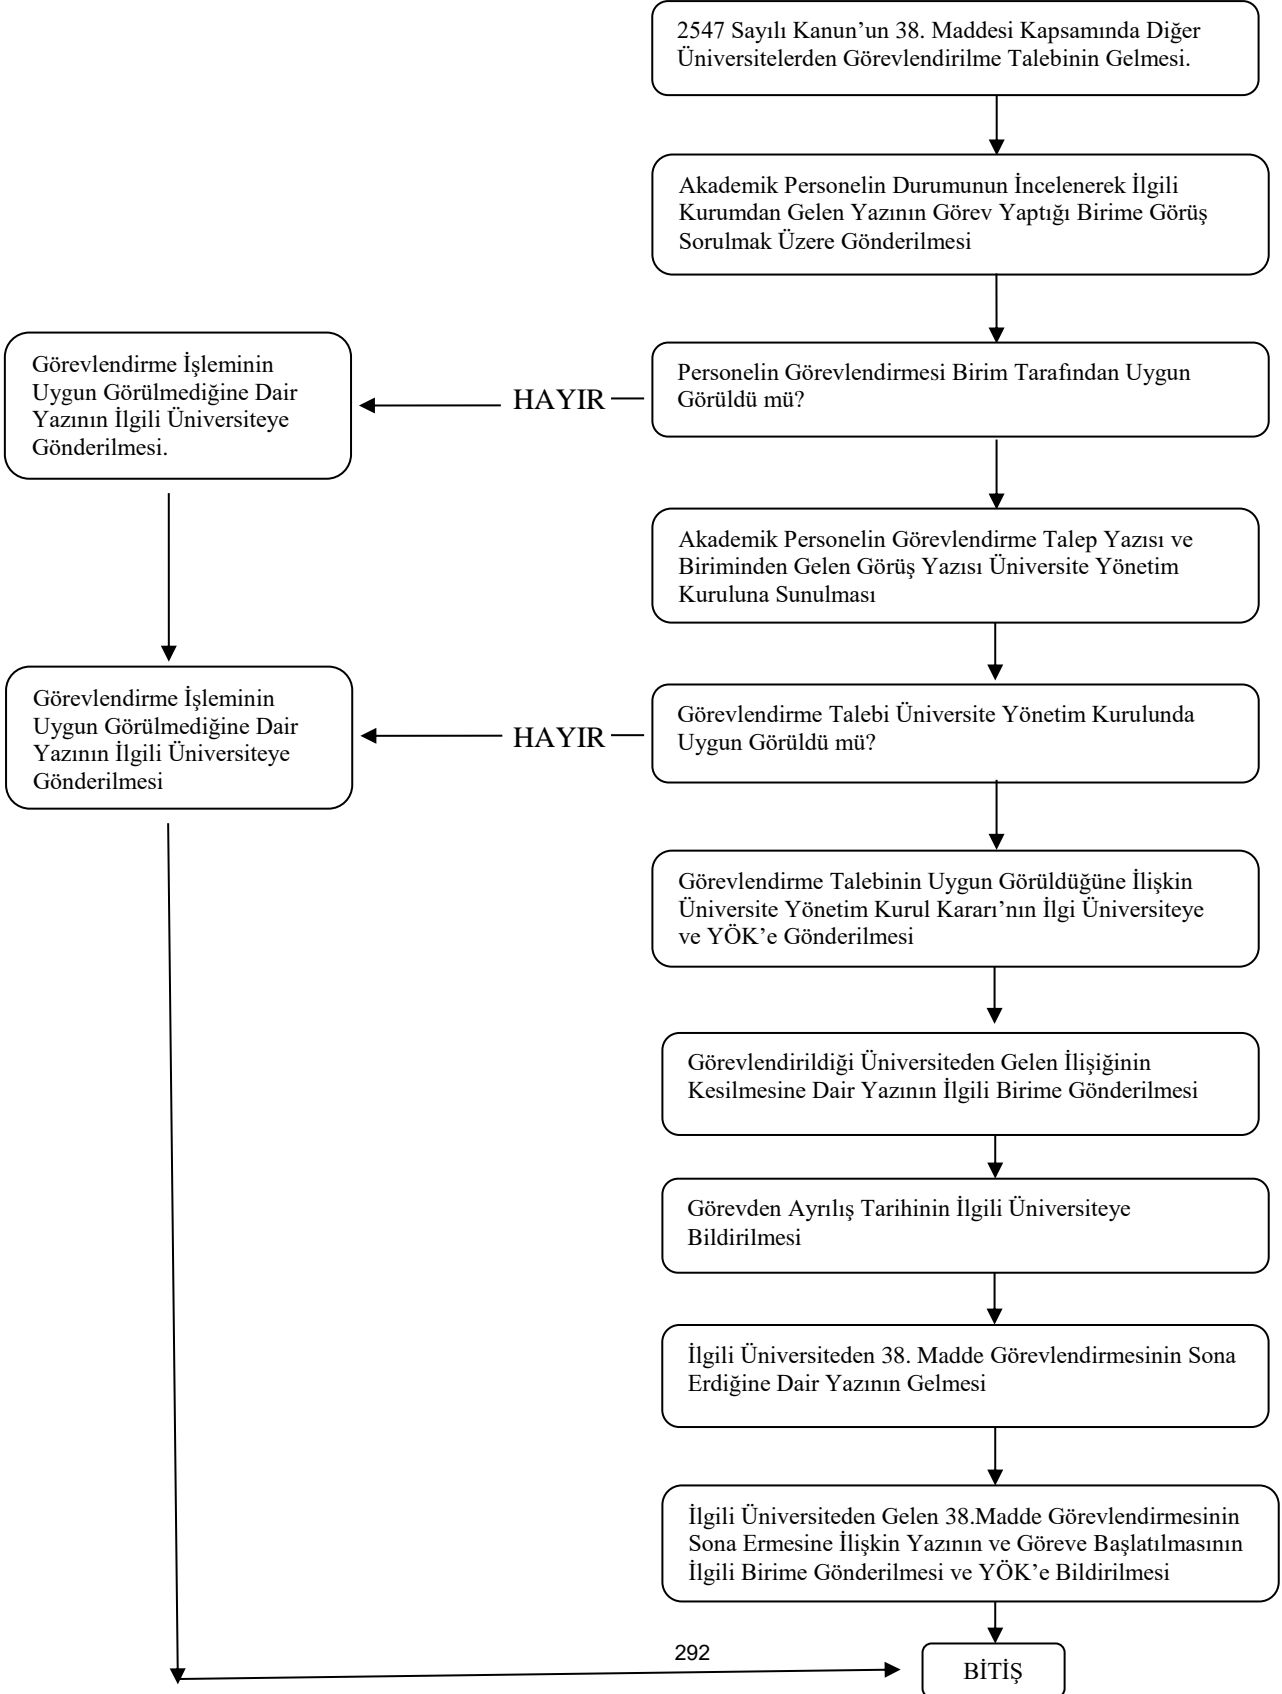 2547 Sayılı Kanun’un 38. Maddesi Kapsamında Diğer
Üniversitelerden Görevlendirilme Talebinin Gelmesi.
Akademik Personelin Durumunun İncelenerek İlgili
Kurumdan Gelen Yazının Görev Yaptığı Birime Görüş
Sorulmak Üzere Gönderilmesi
Personelin Görevlendirmesi Birim Tarafından Uygun
Görüldü mü?
HAYIR
Görevlendirme İşleminin
Uygun Görülmediğine Dair
Yazının İlgili Üniversiteye
Gönderilmesi.
Akademik Personelin Görevlendirme Talep Yazısı ve
Biriminden Gelen Görüş Yazısı Üniversite Yönetim
Kuruluna Sunulması
Görevlendirme Talebi Üniversite Yönetim Kurulunda
Uygun Görüldü mü?
HAYIR
Görevlendirme İşleminin
Uygun Görülmediğine Dair
Yazının İlgili Üniversiteye
Gönderilmesi
Görevlendirme Talebinin Uygun Görüldüğüne İlişkin
Üniversite Yönetim Kurul Kararı’nın İlgi Üniversiteye
ve YÖK’e Gönderilmesi
Görevlendirildiği Üniversiteden Gelen İlişiğinin
Kesilmesine Dair Yazının İlgili Birime Gönderilmesi
Görevden Ayrılış Tarihinin İlgili Üniversiteye
Bildirilmesi
İlgili Üniversiteden 38. Madde Görevlendirmesinin Sona
Erdiğine Dair Yazının Gelmesi
İlgili Üniversiteden Gelen 38.Madde Görevlendirmesinin
Sona Ermesine İlişkin Yazının ve Göreve Başlatılmasının
İlgili Birime Gönderilmesi ve YÖK’e Bildirilmesi
292
BİTİŞ